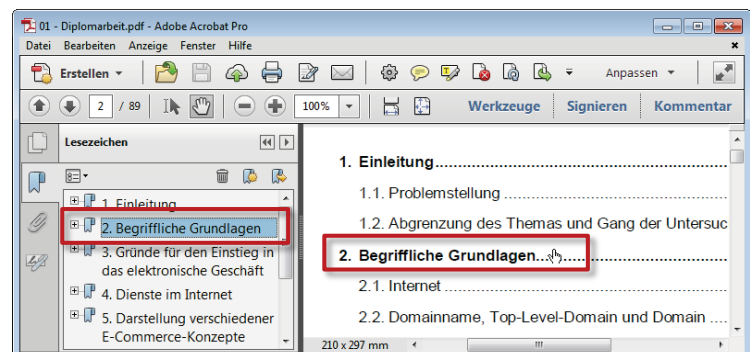 01 - Diplomarbeit.pdf - Adobe Acrobat Pro
Datei Bearbeiten Anzeige Fenster Hilfe
Erstellen Anpassen
2 / 89 100% Werkzeuge Signieren Kommentar
Lesezeichen
1. Einleitung
2. Begriffliche Grundlagen
3. Gründe für den Einstieg in
das elektronische Geschäft
4. Dienste im Internet
5. Darstellung verschiedener
E-Commerce-Konzepte
1. Einleitung
1.1. Problemstellung
1.2. Abgrenzung des Themas und Gang der Untersuc
2. Begriffliche Grundlagen
2.1. Internet
2.2. Domainname, Top-Level-Domain und Domain
210 x 297 mm